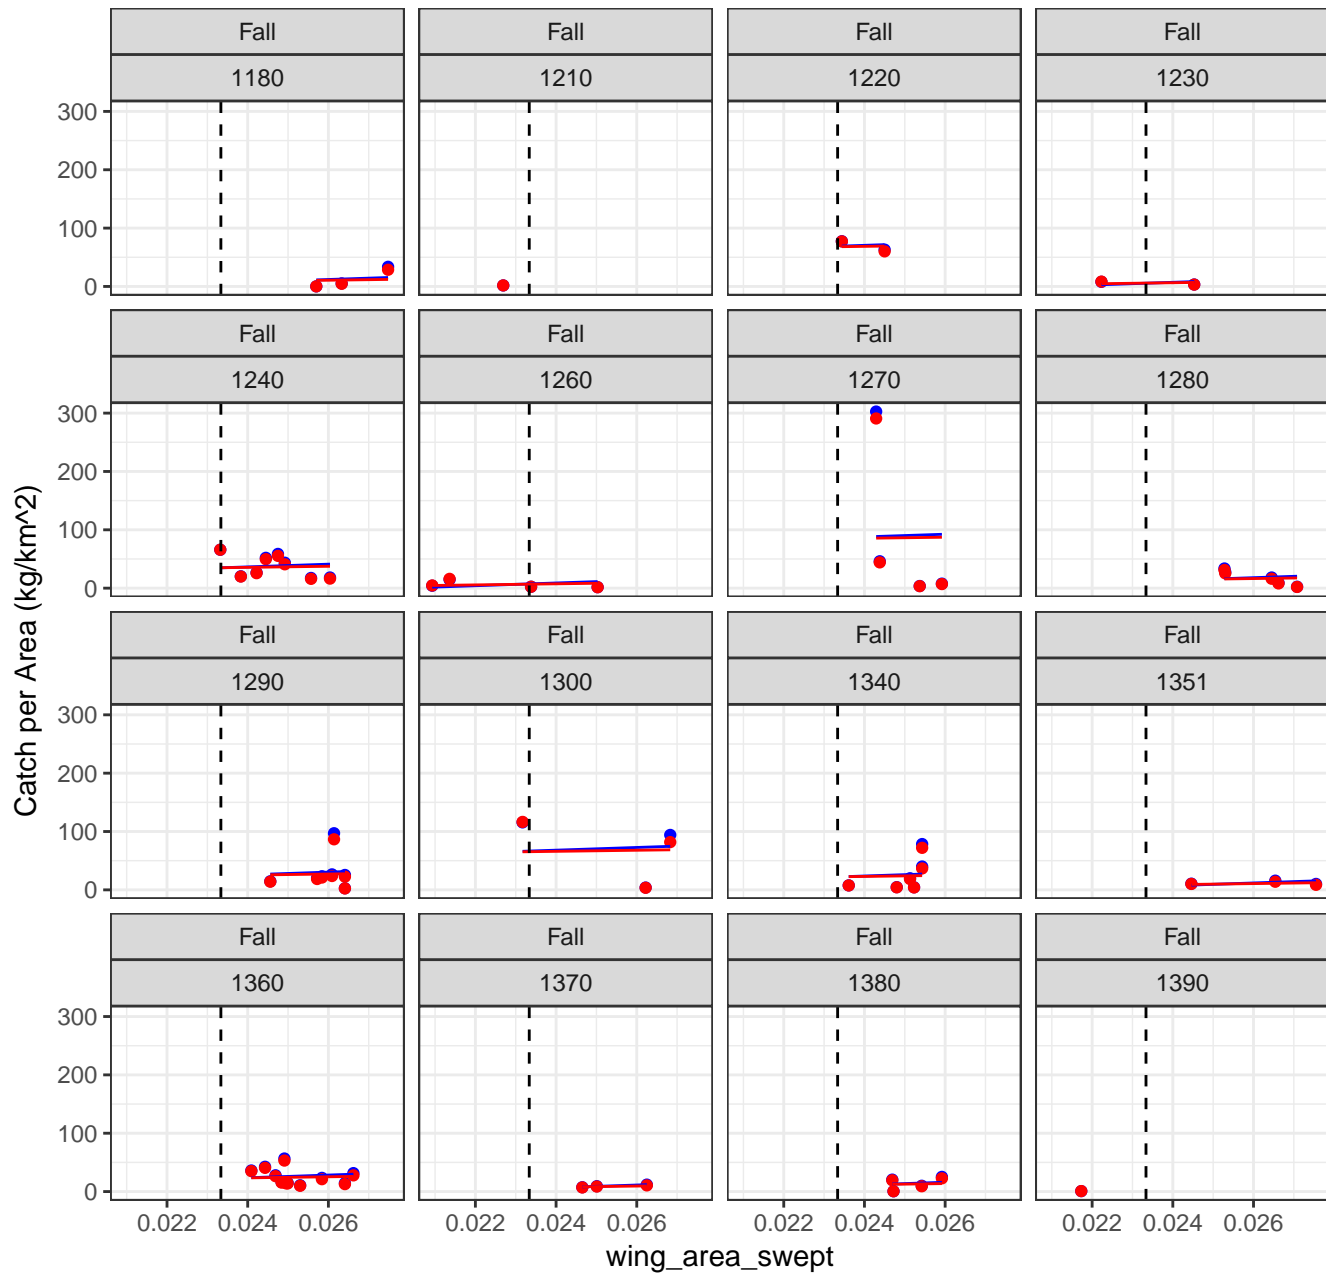 Fall Fall Fall Fall
1180 1210 1220 1230
300
200
100
0
Fall Fall Fall Fall
1240 1260 1270 1280
300
200
100
0
Catch per Area (kg/km^2)
Fall Fall Fall Fall
1290 1300 1340 1351
300
200
100
0
Fall Fall Fall Fall
1360 1370 1380 1390
300
200
100
0
0.022 0.024 0.026 0.022 0.024 0.026 0.022 0.024 0.026 0.022 0.024 0.026
wing_area_swept